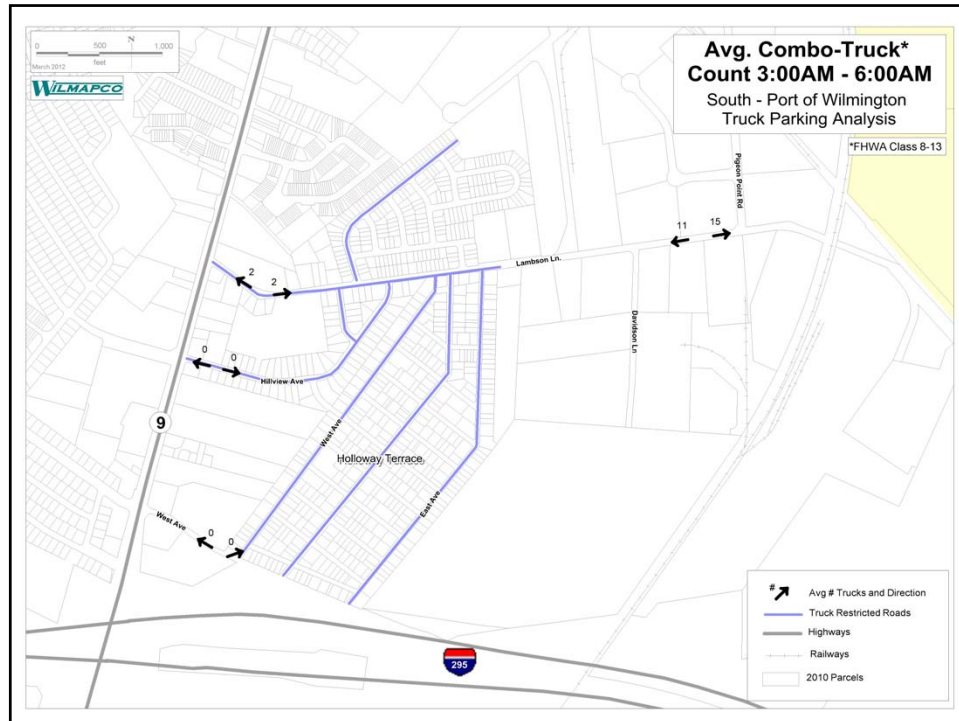 0 500 1,000
feet
N
March 2012
WILMAPCO
Avg. Combo-Truck*
Count 3:00AM - 6:00AM
South - Port of Wilmington
Truck Parking Analysis
*FHWA Class 8-13
Pigeon Point Rd
11 15
Lambson Ln.
2 2
Davidson Ln
0 0
Hillview Ave
9
West Ave
Holloway Terrace
East Ave
West Ave
0 0
295
# Avg # Trucks and Direction
Truck Restricted Roads
Highways
Railways
2010 Parcels